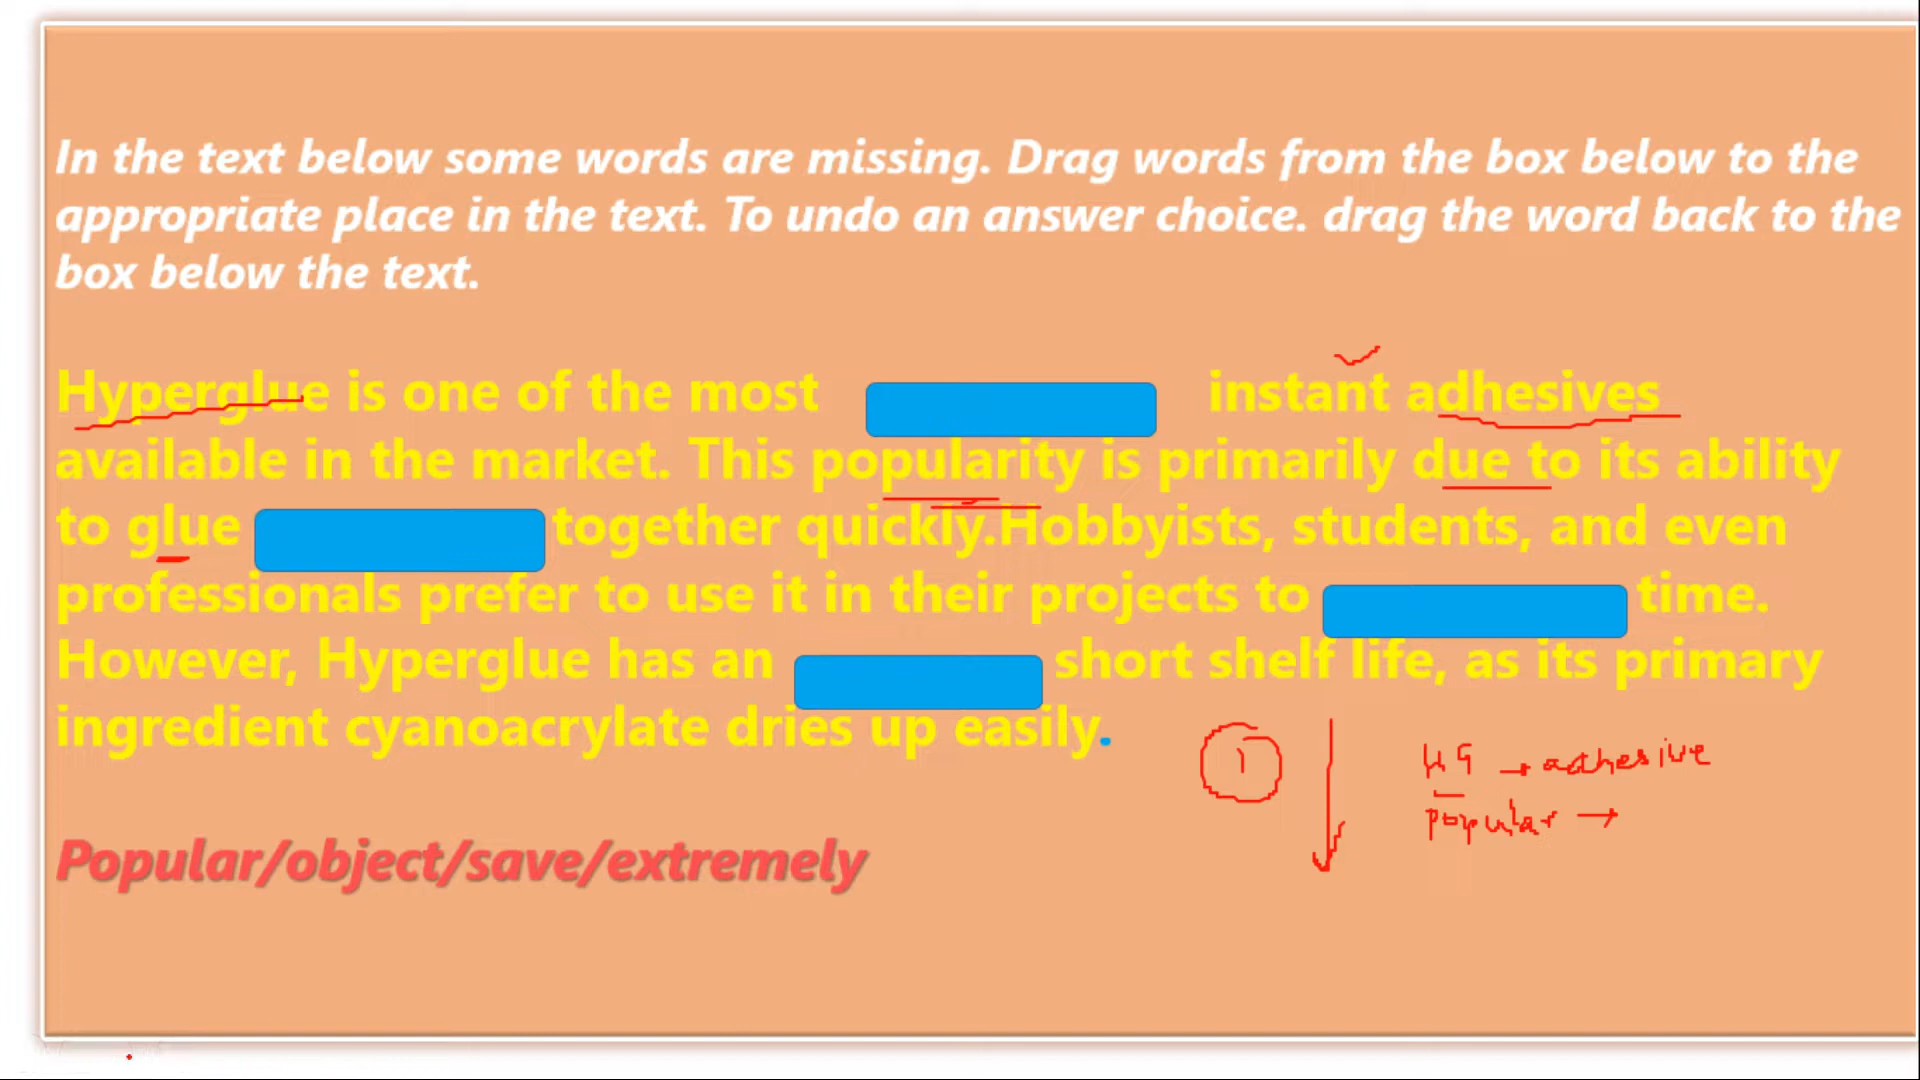 In the text below some words are missing. Drag words from the box below to the
appropriate place in the text. To undo an answer choice. drag the word back to the
box below the text.
Hyperglue is one of the most instant adhesives
available in the market. This popularity is primarily due to its ability
to glue together quickly.Hobbyists, students, and even
professionals prefer to use it in their projects to time.
However, Hyperglue has an short shelf life, as its primary
ingredient cyanoacrylate dries up easily.
1
HG → adhesive
popular →
Popular/object/save/extremely